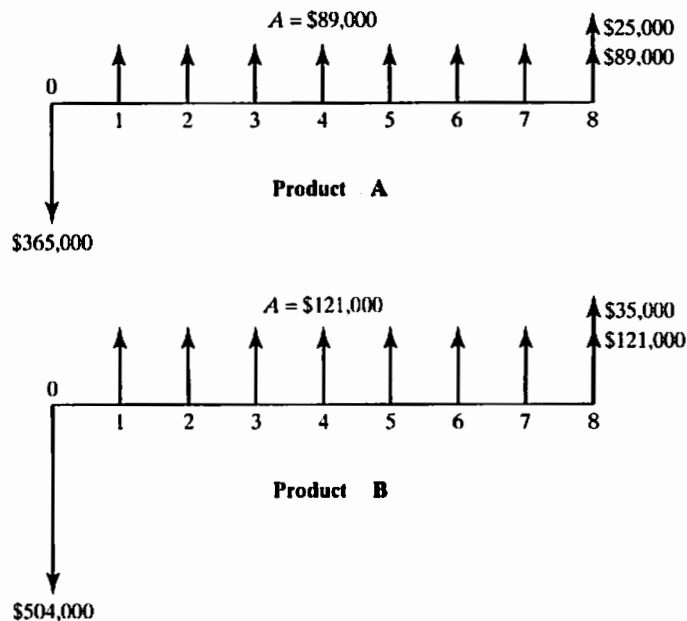 A = $89,000
$25,000
$89,000
0
1 2 3 4 5 6 7 8
Product A
$365,000
A = $121,000
$35,000
$121,000
0
1 2 3 4 5 6 7 8
Product B
$504,000